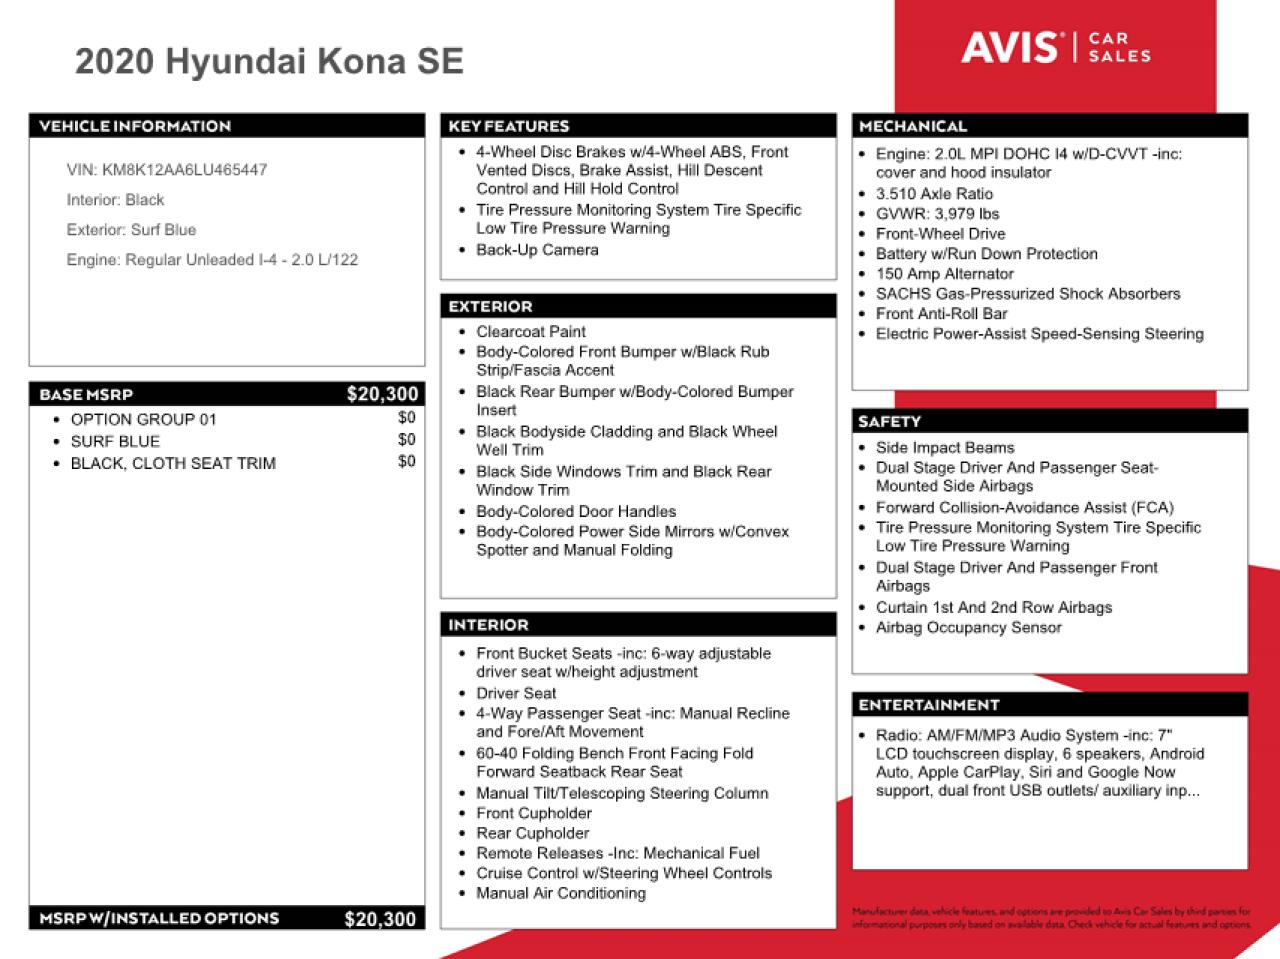 2020 Hyundai Kona SE
AVIS® | CAR
SALES
VEHICLE INFORMATION
VIN: KM8K12AA6LU465447
Interior: Black
Exterior: Surf Blue
Engine: Regular Unleaded I-4 - 2.0 L/122
BASE MSRP $20,300
• OPTION GROUP 01 $0
• SURF BLUE $0
• BLACK, CLOTH SEAT TRIM $0
MSRP W/INSTALLED OPTIONS $20,300
KEY FEATURES
• 4-Wheel Disc Brakes w/4-Wheel ABS, Front
Vented Discs, Brake Assist, Hill Descent
Control and Hill Hold Control
• Tire Pressure Monitoring System Tire Specific
Low Tire Pressure Warning
• Back-Up Camera
EXTERIOR
• Clearcoat Paint
• Body-Colored Front Bumper w/Black Rub
Strip/Fascia Accent
• Black Rear Bumper w/Body-Colored Bumper
Insert
• Black Bodyside Cladding and Black Wheel
Well Trim
• Black Side Windows Trim and Black Rear
Window Trim
• Body-Colored Door Handles
• Body-Colored Power Side Mirrors w/Convex
Spotter and Manual Folding
INTERIOR
• Front Bucket Seats -inc: 6-way adjustable
driver seat w/height adjustment
• Driver Seat
• 4-Way Passenger Seat -inc: Manual Recline
and Fore/Aft Movement
• 60-40 Folding Bench Front Facing Fold
Forward Seatback Rear Seat
• Manual Tilt/Telescoping Steering Column
• Front Cupholder
• Rear Cupholder
• Remote Releases -Inc: Mechanical Fuel
• Cruise Control w/Steering Wheel Controls
• Manual Air Conditioning
MECHANICAL
• Engine: 2.0L MPI DOHC I4 w/D-CVVT -inc:
cover and hood insulator
• 3.510 Axle Ratio
• GVWR: 3,979 lbs
• Front-Wheel Drive
• Battery w/Run Down Protection
• 150 Amp Alternator
• SACHS Gas-Pressurized Shock Absorbers
• Front Anti-Roll Bar
• Electric Power-Assist Speed-Sensing Steering
SAFETY
• Side Impact Beams
• Dual Stage Driver And Passenger Seat-
Mounted Side Airbags
• Forward Collision-Avoidance Assist (FCA)
• Tire Pressure Monitoring System Tire Specific
Low Tire Pressure Warning
• Dual Stage Driver And Passenger Front
Airbags
• Curtain 1st And 2nd Row Airbags
• Airbag Occupancy Sensor
ENTERTAINMENT
• Radio: AM/FM/MP3 Audio System -inc: 7"
LCD touchscreen display, 6 speakers, Android
Auto, Apple CarPlay, Siri and Google Now
support, dual front USB outlets/ auxiliary inp...
Manufacturer data, vehicle features, and options are provided to Avis Car Sales by third parties for
informational purposes only based on available data. Check vehicle for actual features and options.